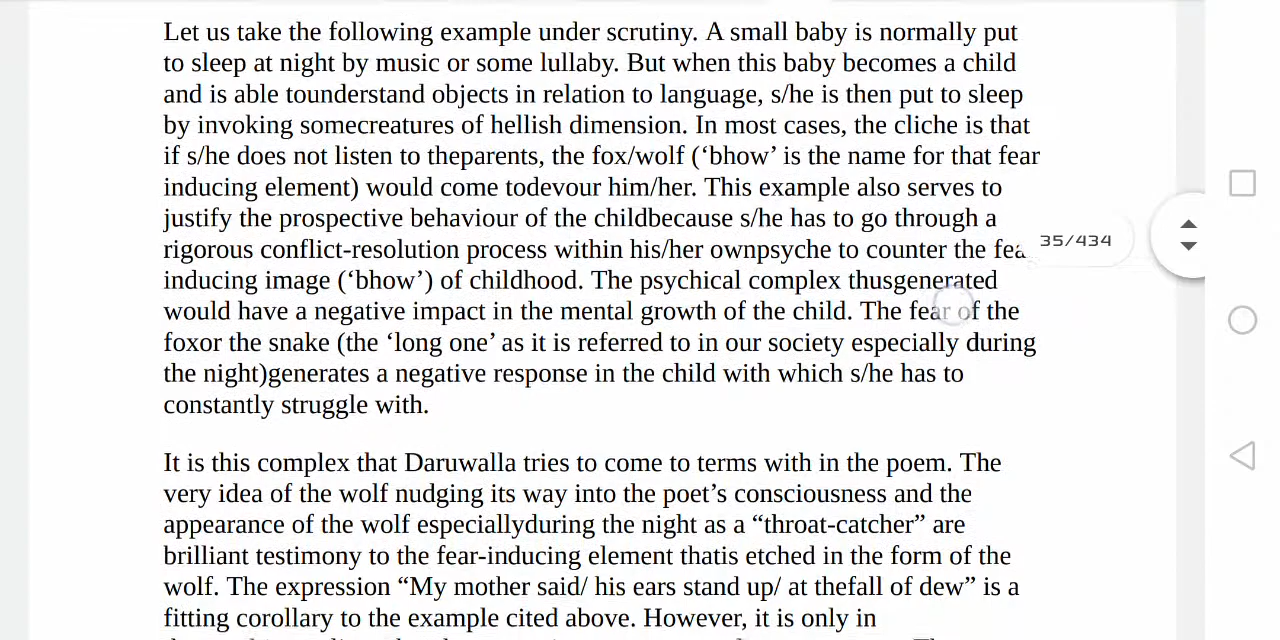 Let us take the following example under scrutiny. A small baby is normally put
to sleep at night by music or some lullaby. But when this baby becomes a child
and is able tounderstand objects in relation to language, s/he is then put to sleep
by invoking somecreatures of hellish dimension. In most cases, the cliche is that
if s/he does not listen to theparents, the fox/wolf (‘bhow’ is the name for that fear
inducing element) would come todevour him/her. This example also serves to
justify the prospective behaviour of the childbecause s/he has to go through a
rigorous conflict-resolution process within his/her ownpsyche to counter the fea
35/434
inducing image (‘bhow’) of childhood. The psychical complex thusgenerated
would have a negative impact in the mental growth of the child. The fear of the
foxor the snake (the ‘long one’ as it is referred to in our society especially during
the night)generates a negative response in the child with which s/he has to
constantly struggle with.
It is this complex that Daruwalla tries to come to terms with in the poem. The
very idea of the wolf nudging its way into the poet’s consciousness and the
appearance of the wolf especiallyduring the night as a “throat-catcher” are
brilliant testimony to the fear-inducing element thatis etched in the form of the
wolf. The expression “My mother said/ his ears stand up/ at thefall of dew” is a
fitting corollary to the example cited above. However, it is only in